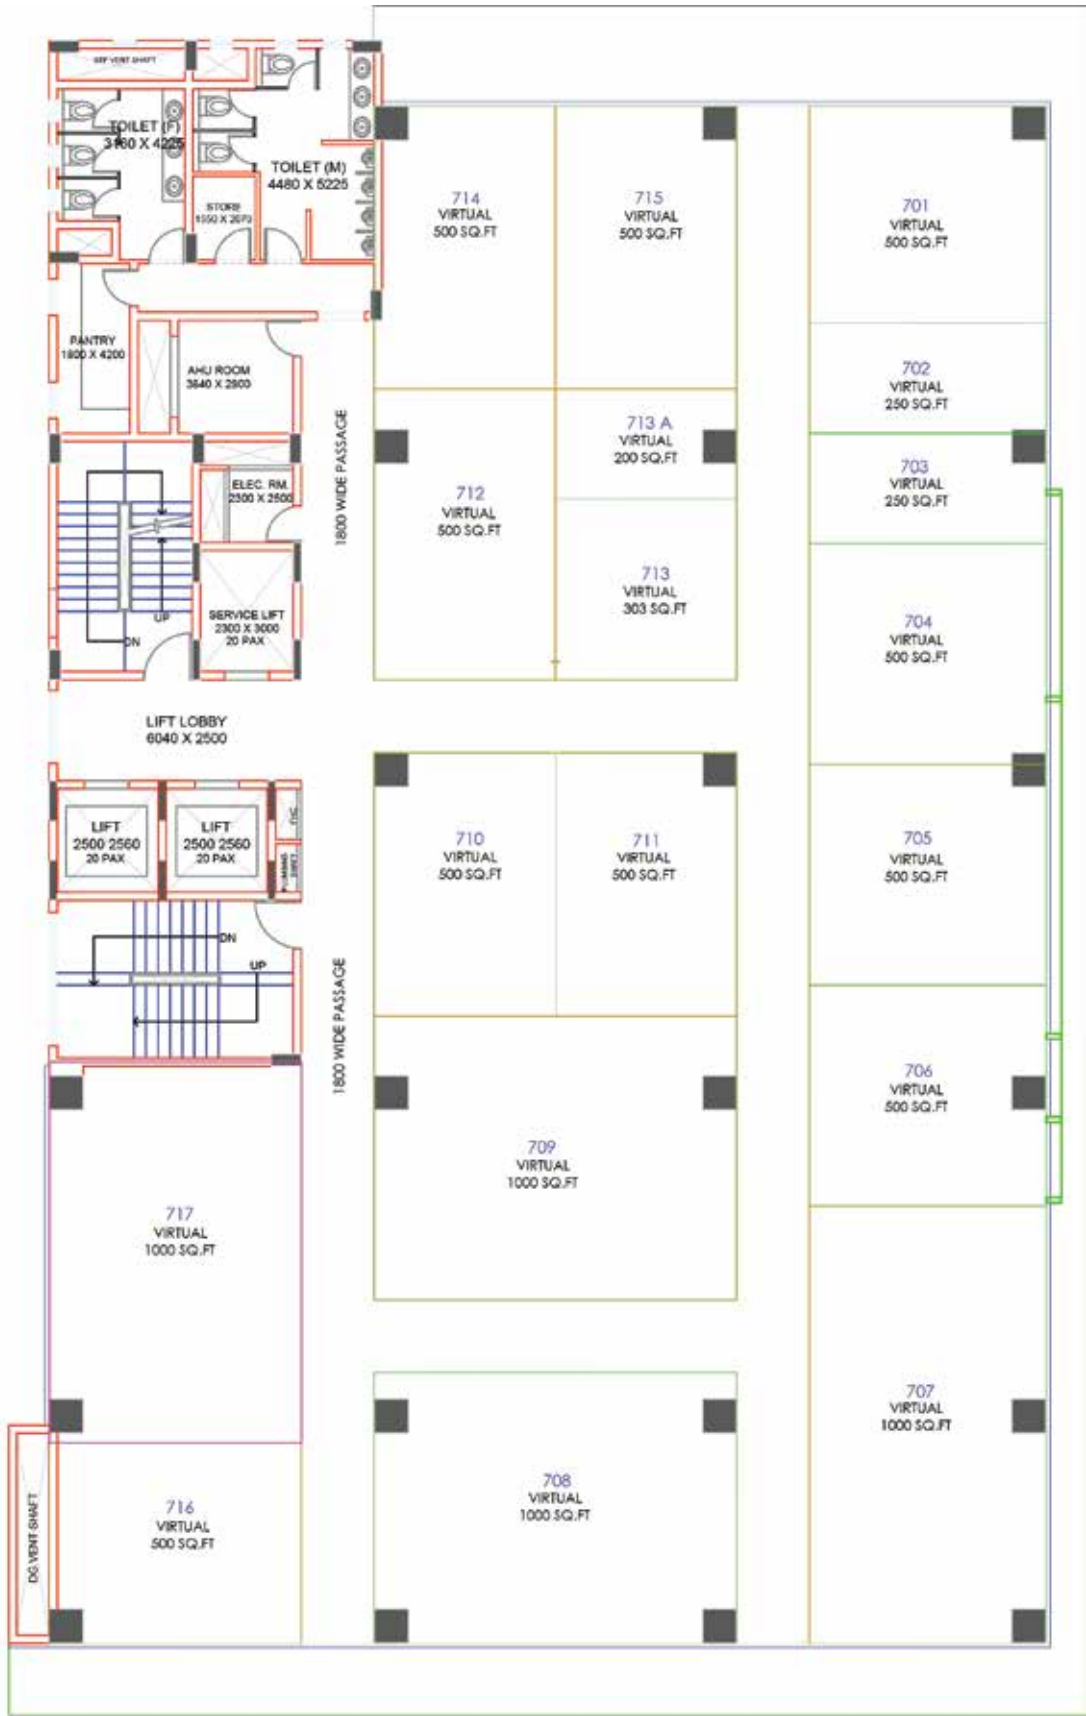 TOILET (F)
3160 X 4225
TOILET (M)
4480 X 5225
STORE
714
VIRTUAL
500 SQ.FT
715
VIRTUAL
500 SQ.FT
701
VIRTUAL
500 SQ.FT
PANTRY
1800 X 4200
AHU ROOM
702
VIRTUAL
250 SQ.FT
713 A
VIRTUAL
200 SQ.FT
703
VIRTUAL
250 SQ.FT
712
VIRTUAL
500 SQ.FT
ELEC. RM.
2300 X 2500
1800 WIDE PASSAGE
713
VIRTUAL
303 SQ.FT
UP
DN
SERVICE LIFT
2300 X 3000
20 PAX
704
VIRTUAL
500 SQ.FT
LIFT LOBBY
6040 X 2500
LIFT
2500 2560
20 PAX
LIFT
2500 2560
20 PAX
710
VIRTUAL
500 SQ.FT
711
VIRTUAL
500 SQ.FT
705
VIRTUAL
500 SQ.FT
DN
UP
1800 WIDE PASSAGE
706
VIRTUAL
500 SQ.FT
709
VIRTUAL
1000 SQ.FT
717
VIRTUAL
1000 SQ.FT
707
VIRTUAL
1000 SQ.FT
708
VIRTUAL
1000 SQ.FT
716
VIRTUAL
500 SQ.FT
DG VENT SHAFT